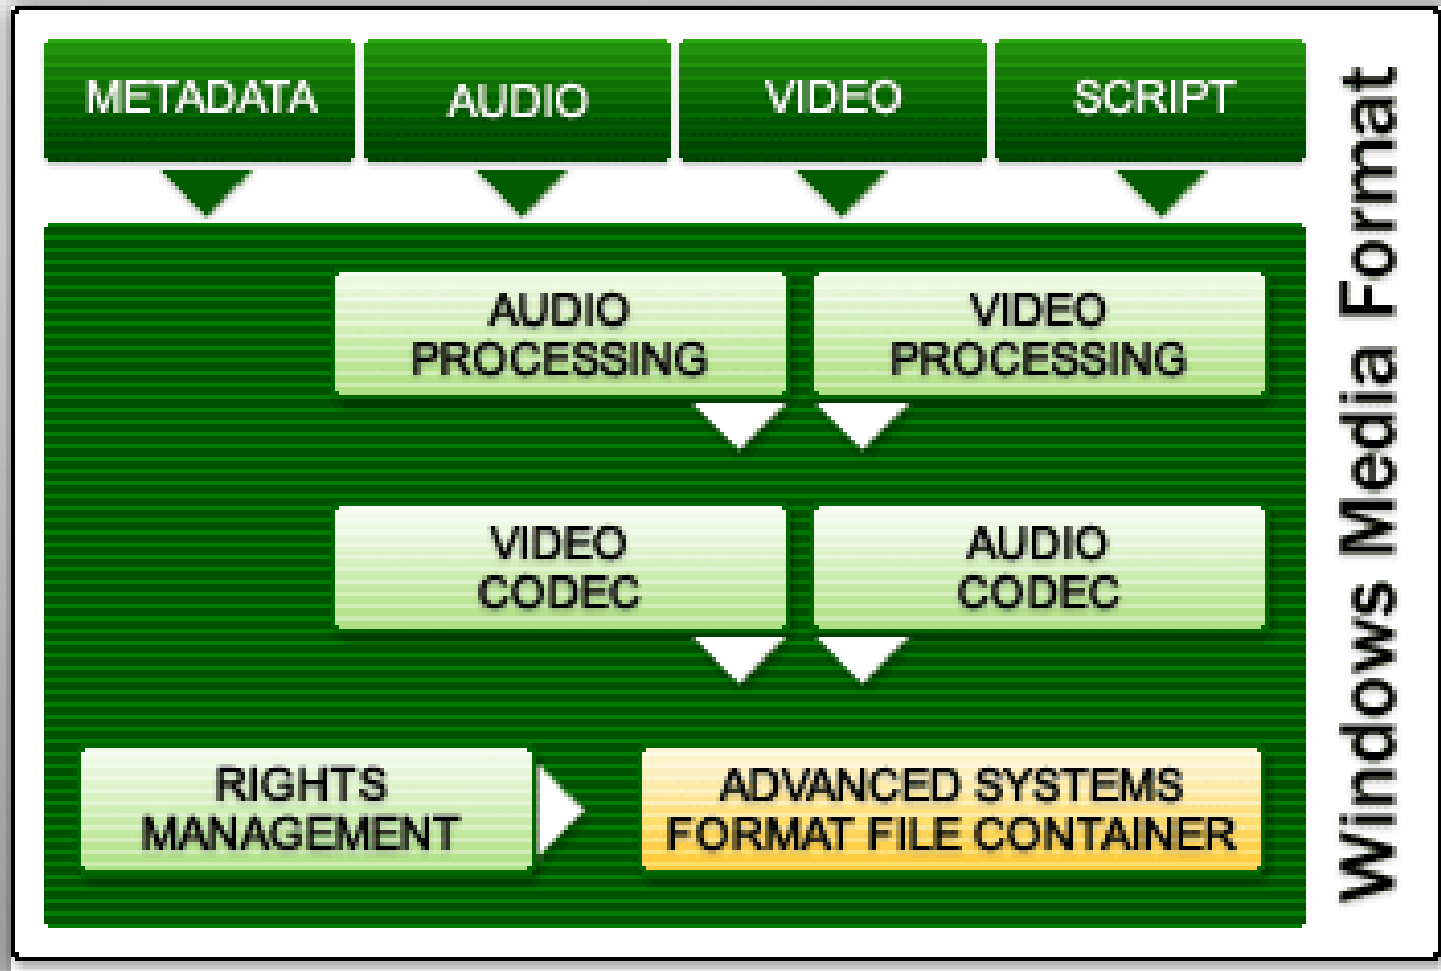 METADATA
AUDIO
VIDEO
SCRIPT
AUDIO
PROCESSING
VIDEO
PROCESSING
VIDEO
CODEC
AUDIO
CODEC
RIGHTS
MANAGEMENT
ADVANCED SYSTEMS
FORMAT FILE CONTAINER
Windows Media Format